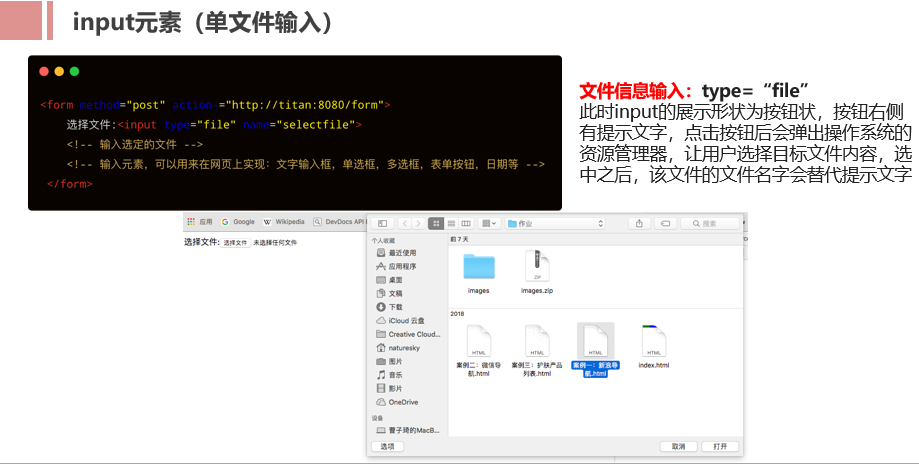 input元素（单文件输入）
<form method="post" action="http://titan:8080/form">
选择文件:<input type="file" name="selectfile">
<!-- 输入选定的文件 -->
<!-- 输入元素，可以用来在网页上实现：文字输入框，单选框，多选框，表单按钮，日期等 -->
</form>
文件信息输入：type=“file”
此时input的展示形状为按钮状，按钮右侧
有提示文字，点击按钮后会弹出操作系统的
资源管理器，让用户选择目标文件内容，选
中之后，该文件的文件名字会替代提示文字
应用 Google Wikipedia DevDocs API
选择文件: 选择文件 未选择任何文件
作业
搜索
个人收藏
最近使用
应用程序
桌面
文稿
下载
iCloud 云盘
Creative Cloud...
naturesky
图片
音乐
影片
OneDrive
设备
曹子琦的MacB...
前 7 天
ZIP
images
images.zip
2018
HTML HTML HTML HTML
案例二：微信导
航.html
案例三：护肤产品
列表.html
案例一：新浪导
航.html
index.html
选项
取消
打开